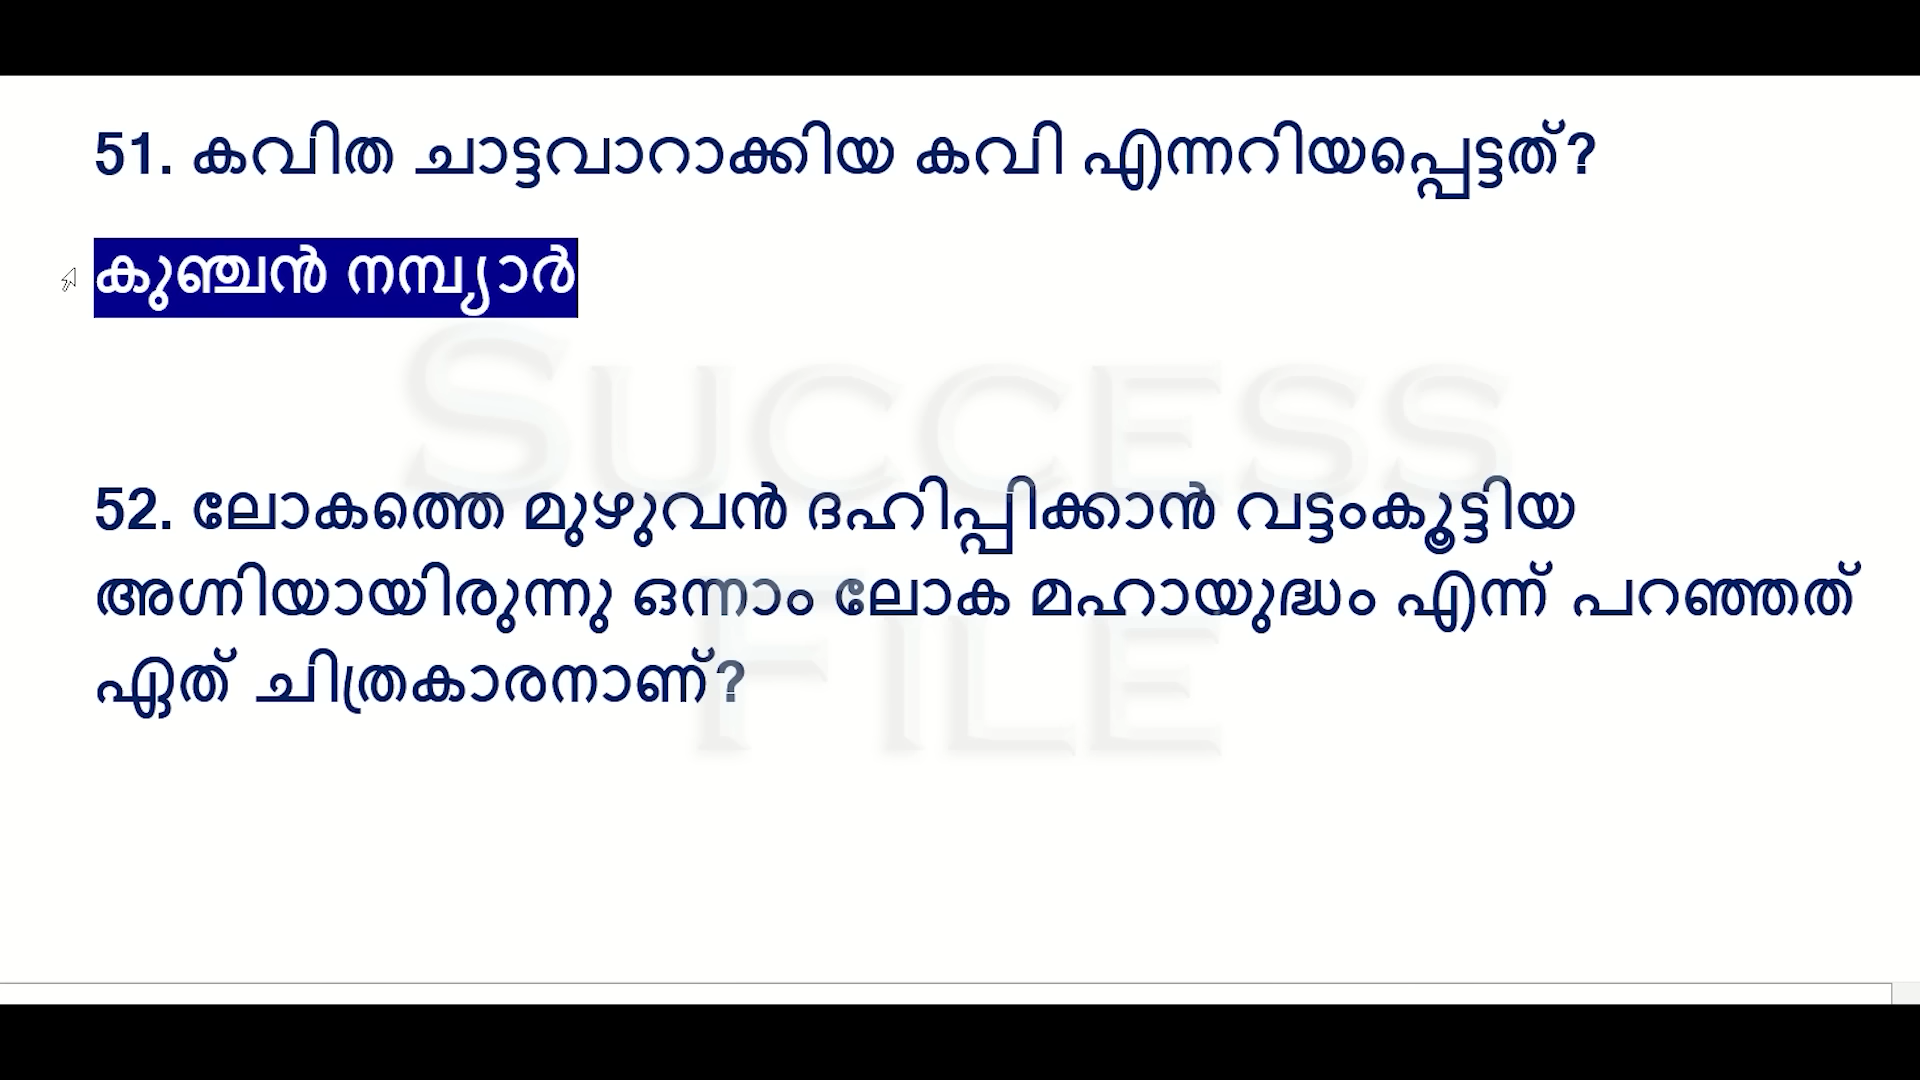 51. കവിത ചാട്ടവാറാക്കിയ കവി എന്നറിയപ്പെട്ടത്?
കുഞ്ചൻ നമ്പ്യാർ
SUCCESS
52. ലോകത്തെ മുഴുവൻ ദഹിപ്പിക്കാൻ വട്ടംകൂട്ടിയ
അഗ്നിയായിരുന്നു ഒന്നാം ലോക മഹായുദ്ധം എന്ന് പറഞ്ഞത്
ഏത് ചിത്രകാരനാണ്?
FILE